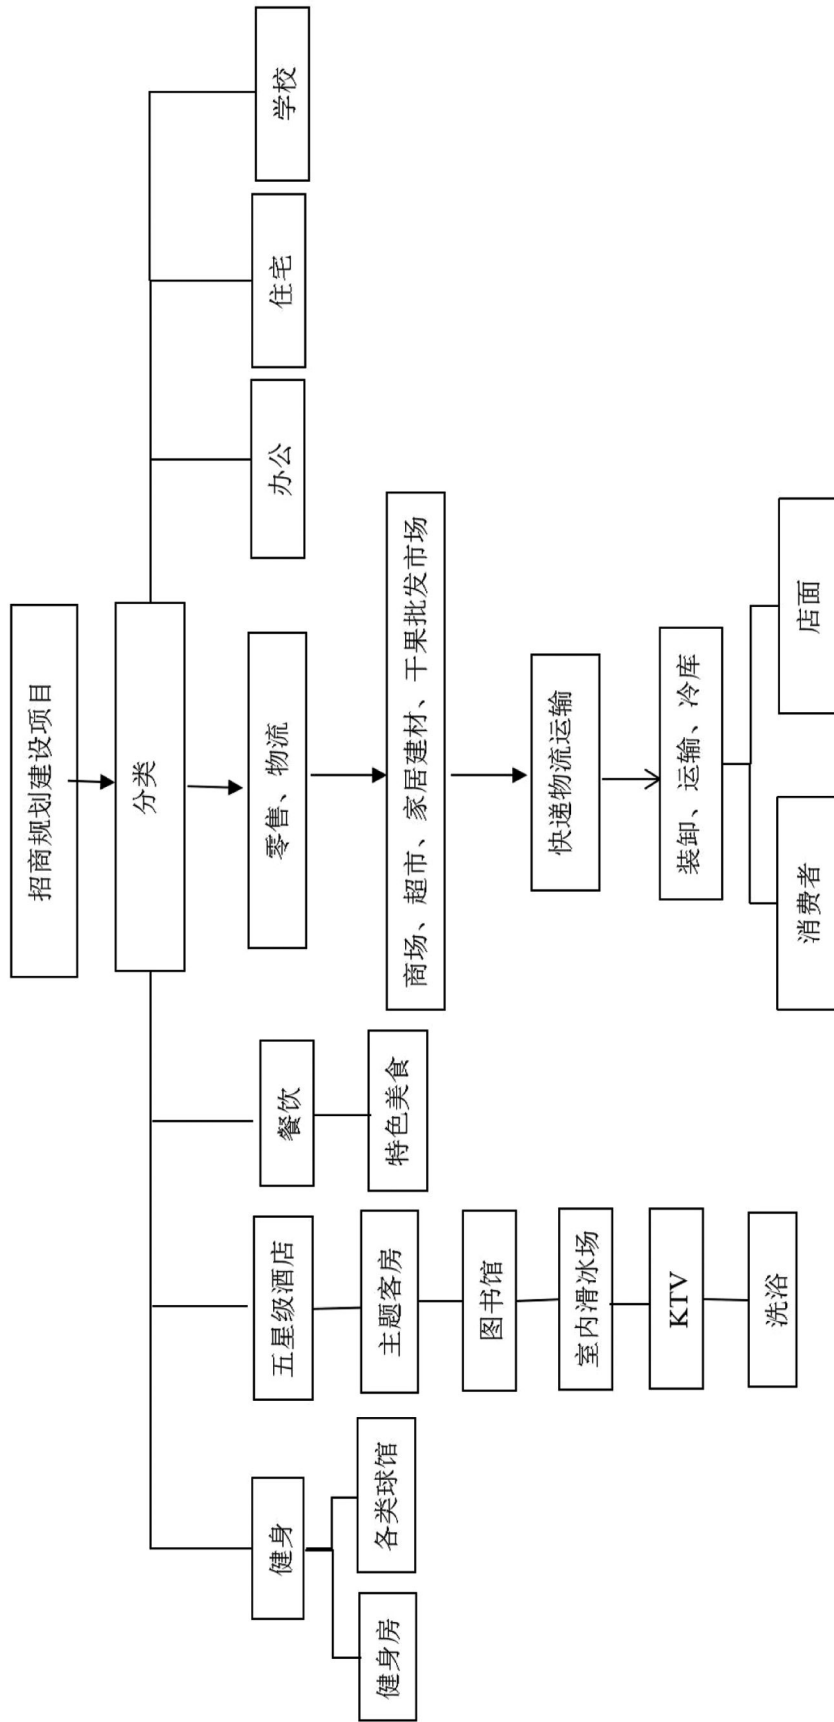 招商规划建设项目
分类
健身
五星级酒店
餐饮
零售、物流
办公
住宅
学校
健身房
各类球馆
主题客房
特色美食
商场、超市、家居建材、干果批发市场
图书馆
快递物流运输
室内滑冰场
装卸、运输、冷库
KTV
洗浴
消费者
店面